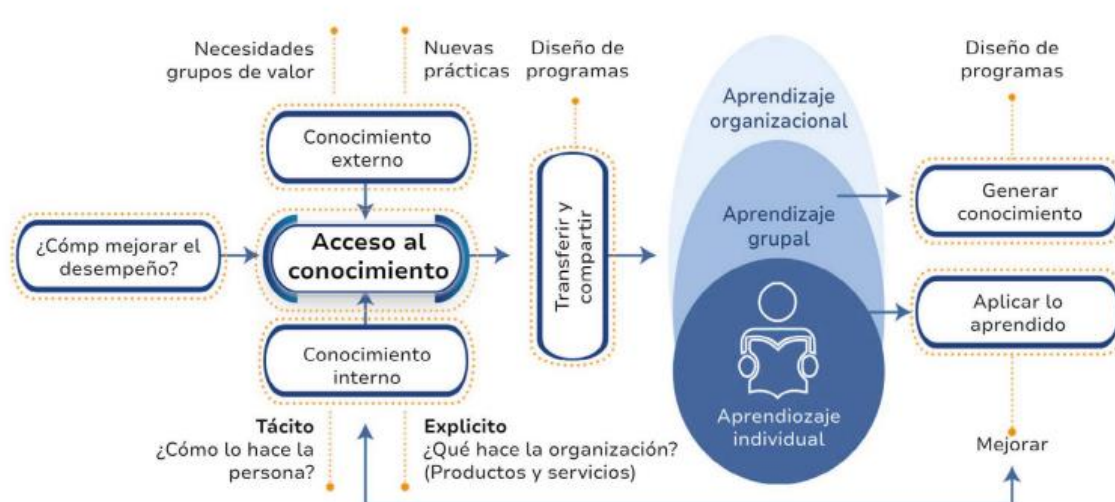 Necesidades
grupos de valor
Nuevas
prácticas
Diseño de
programas
Diseño de
programas
Conocimiento
externo
¿Cómp mejorar el
desempeño?
Acceso al
conocimiento
Conocimiento
interno
Tácito
¿Cómo lo hace la
persona?
Explicito
¿Qué hace la organización?
(Productos y servicios)
Transferir y
compartir
Aprendizaje
organizacional
Aprendizaje
grupal
Aprendiozaje
individual
Generar
conocimiento
Aplicar lo
aprendido
Mejorar